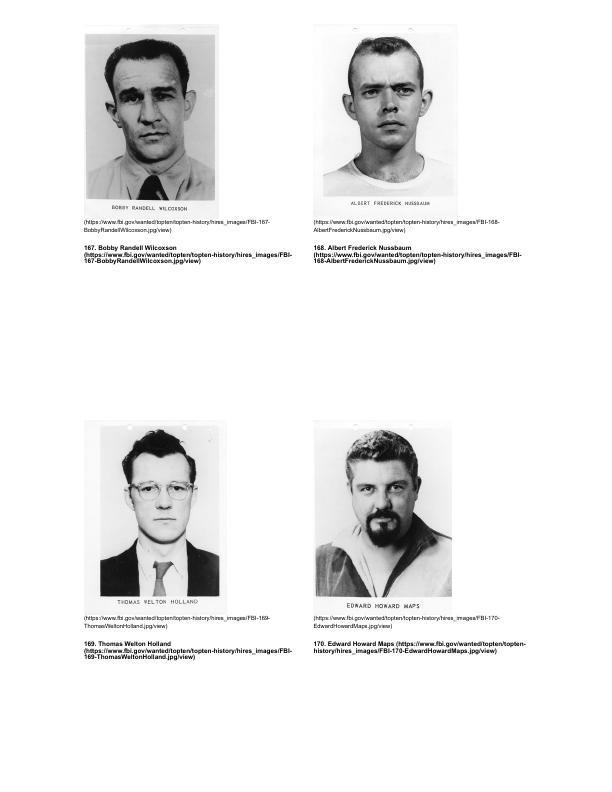 BOBBY RANDELL WILCOXSON
(https://www.fbi.gov/wanted/topten/topten-history/hires_images/FBI-167-
BobbyRandellWilcoxson.jpg/view)
167. Bobby Randell Wilcoxson
(https://www.fbi.gov/wanted/topten/topten-history/hires_images/FBI-
167-BobbyRandellWilcoxson.jpg/view)
ALBERT FREDERICK NUSSBAUM
(https://www.fbi.gov/wanted/topten/topten-history/hires_images/FBI-168-
AlbertFrederickNussbaum.jpg/view)
168. Albert Frederick Nussbaum
(https://www.fbi.gov/wanted/topten/topten-history/hires_images/FBI-
168-AlbertFrederickNussbaum.jpg/view)
THOMAS WELTON HOLLAND
(https://www.fbi.gov/wanted/topten/topten-history/hires_images/FBI-169-
ThomasWeltonHolland.jpg/view)
169. Thomas Welton Holland
(https://www.fbi.gov/wanted/topten/topten-history/hires_images/FBI-
169-ThomasWeltonHolland.jpg/view)
EDWARD HOWARD MAPS
(https://www.fbi.gov/wanted/topten/topten-history/hires_images/FBI-170-
EdwardHowardMaps.jpg/view)
170. Edward Howard Maps (https://www.fbi.gov/wanted/topten/topten-
history/hires_images/FBI-170-EdwardHowardMaps.jpg/view)